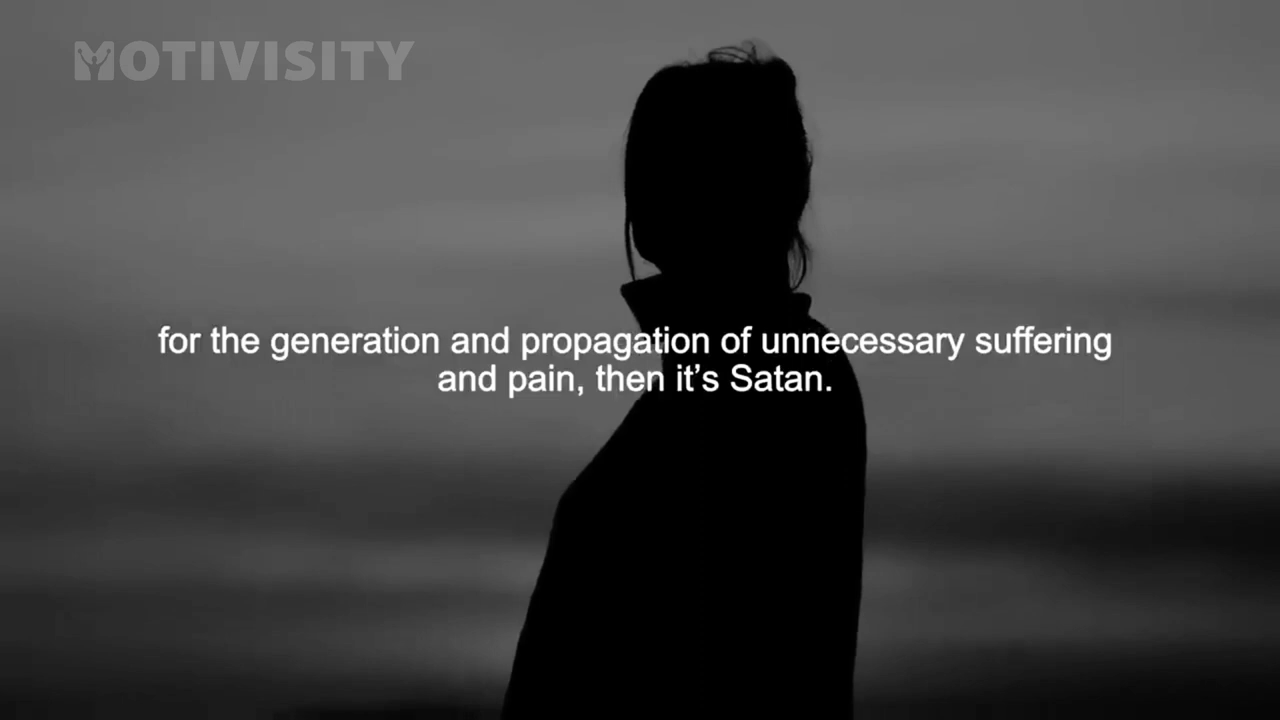 MOTIVISITY
for the generation and propagation of unnecessary suffering
and pain, then it’s Satan.